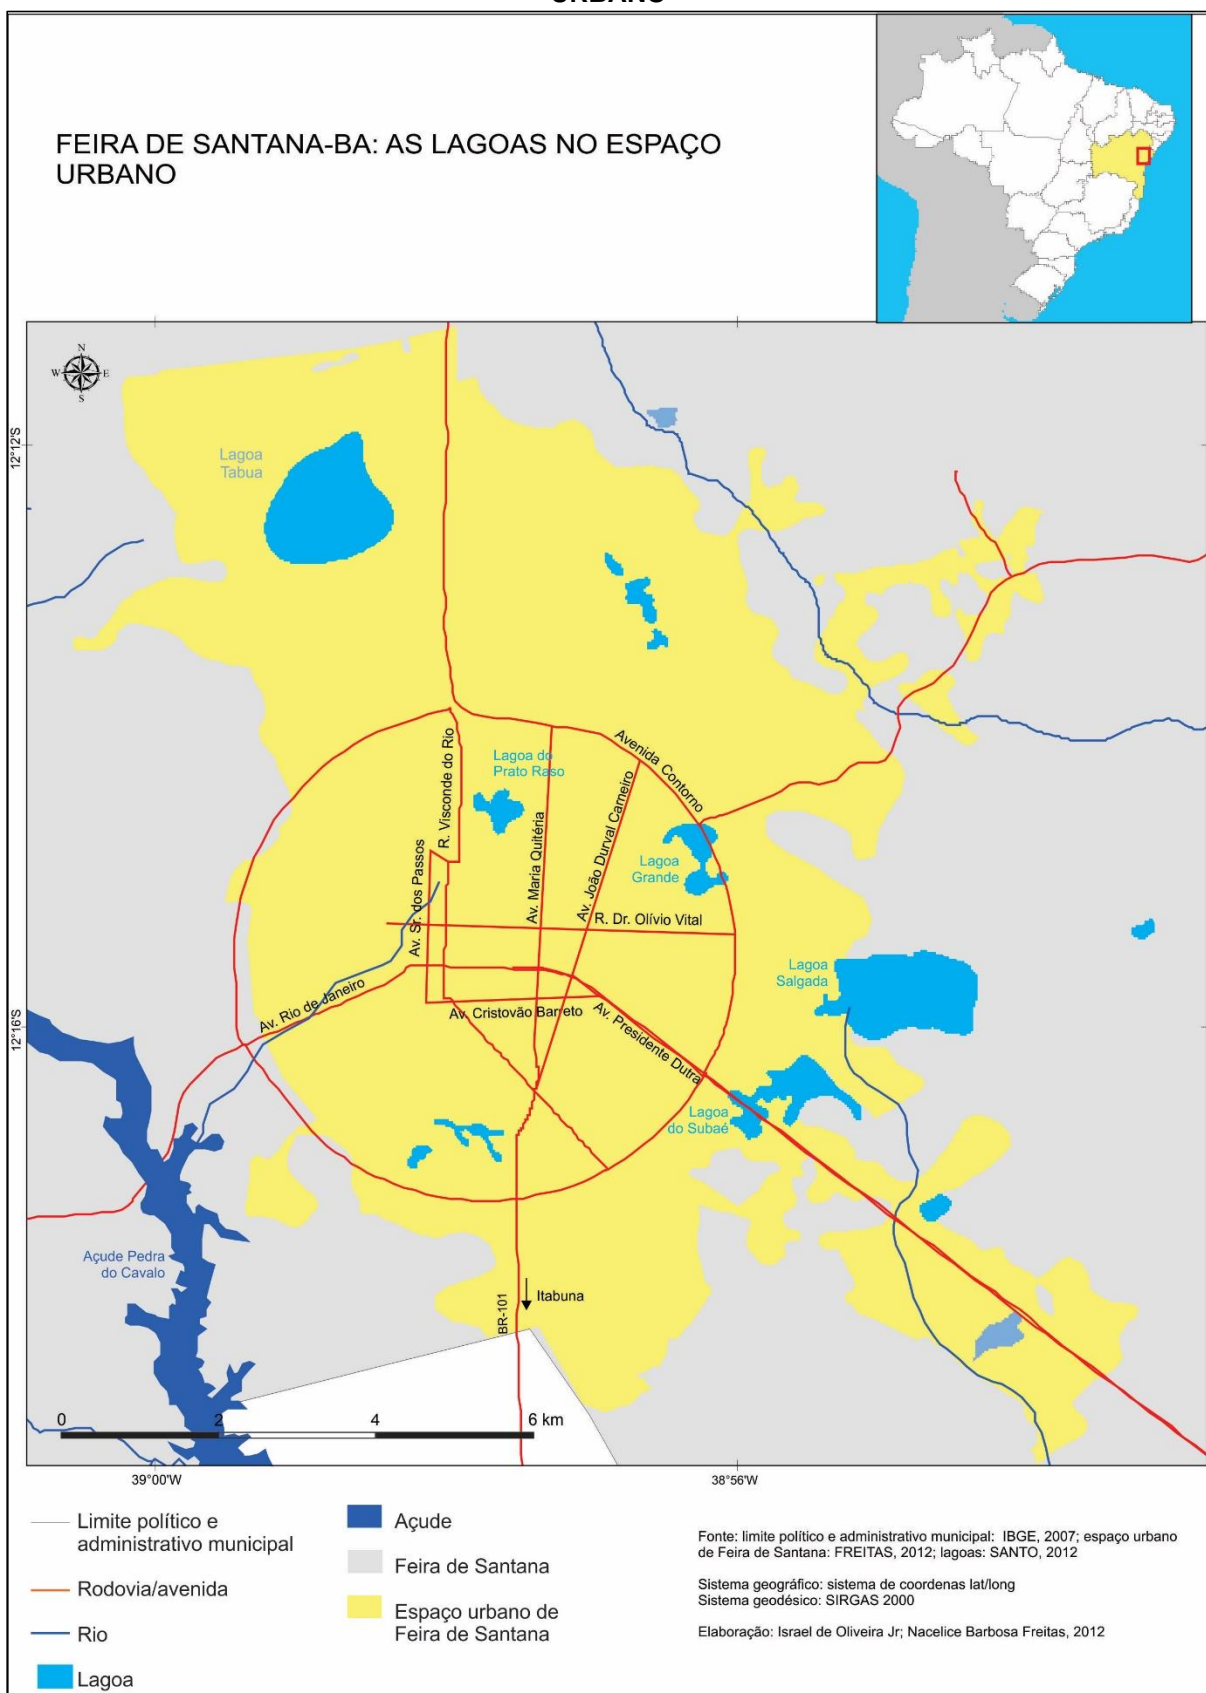 URBANO
FEIRA DE SANTANA-BA: AS LAGOAS NO ESPAÇO
URBANO
N
W
E
S
12°12'S
Lagoa
Tabua
R. Visconde do Rio
Lagoa do
Prato Raso
Avenida Contorno
Av. Maria Quitéria
Av. João Durval Carneiro
Lagoa
Grande
Av. Sr. dos Passos
R. Dr. Olívio Vital
Lagoa
Salgada
Av. Rio de Janeiro
12°16'S
Av. Cristovão Barreto
Av. Presidente Dutra
Lagoa
do Subaé
Açude Pedra
do Cavalo
Itabuna
BR-101
0
2
4
6 km
39°00'W
38°56'W
Limite político e
administrativo municipal
Rodovia/avenida
Rio
Lagoa
Açude
Feira de Santana
Espaço urbano de
Feira de Santana
Fonte: limite político e administrativo municipal: IBGE, 2007; espaço urbano
de Feira de Santana: FREITAS, 2012; lagoas: SANTO, 2012
Sistema geográfico: sistema de coordenas lat/long
Sistema geodésico: SIRGAS 2000
Elaboração: Israel de Oliveira Jr; Nacelice Barbosa Freitas, 2012